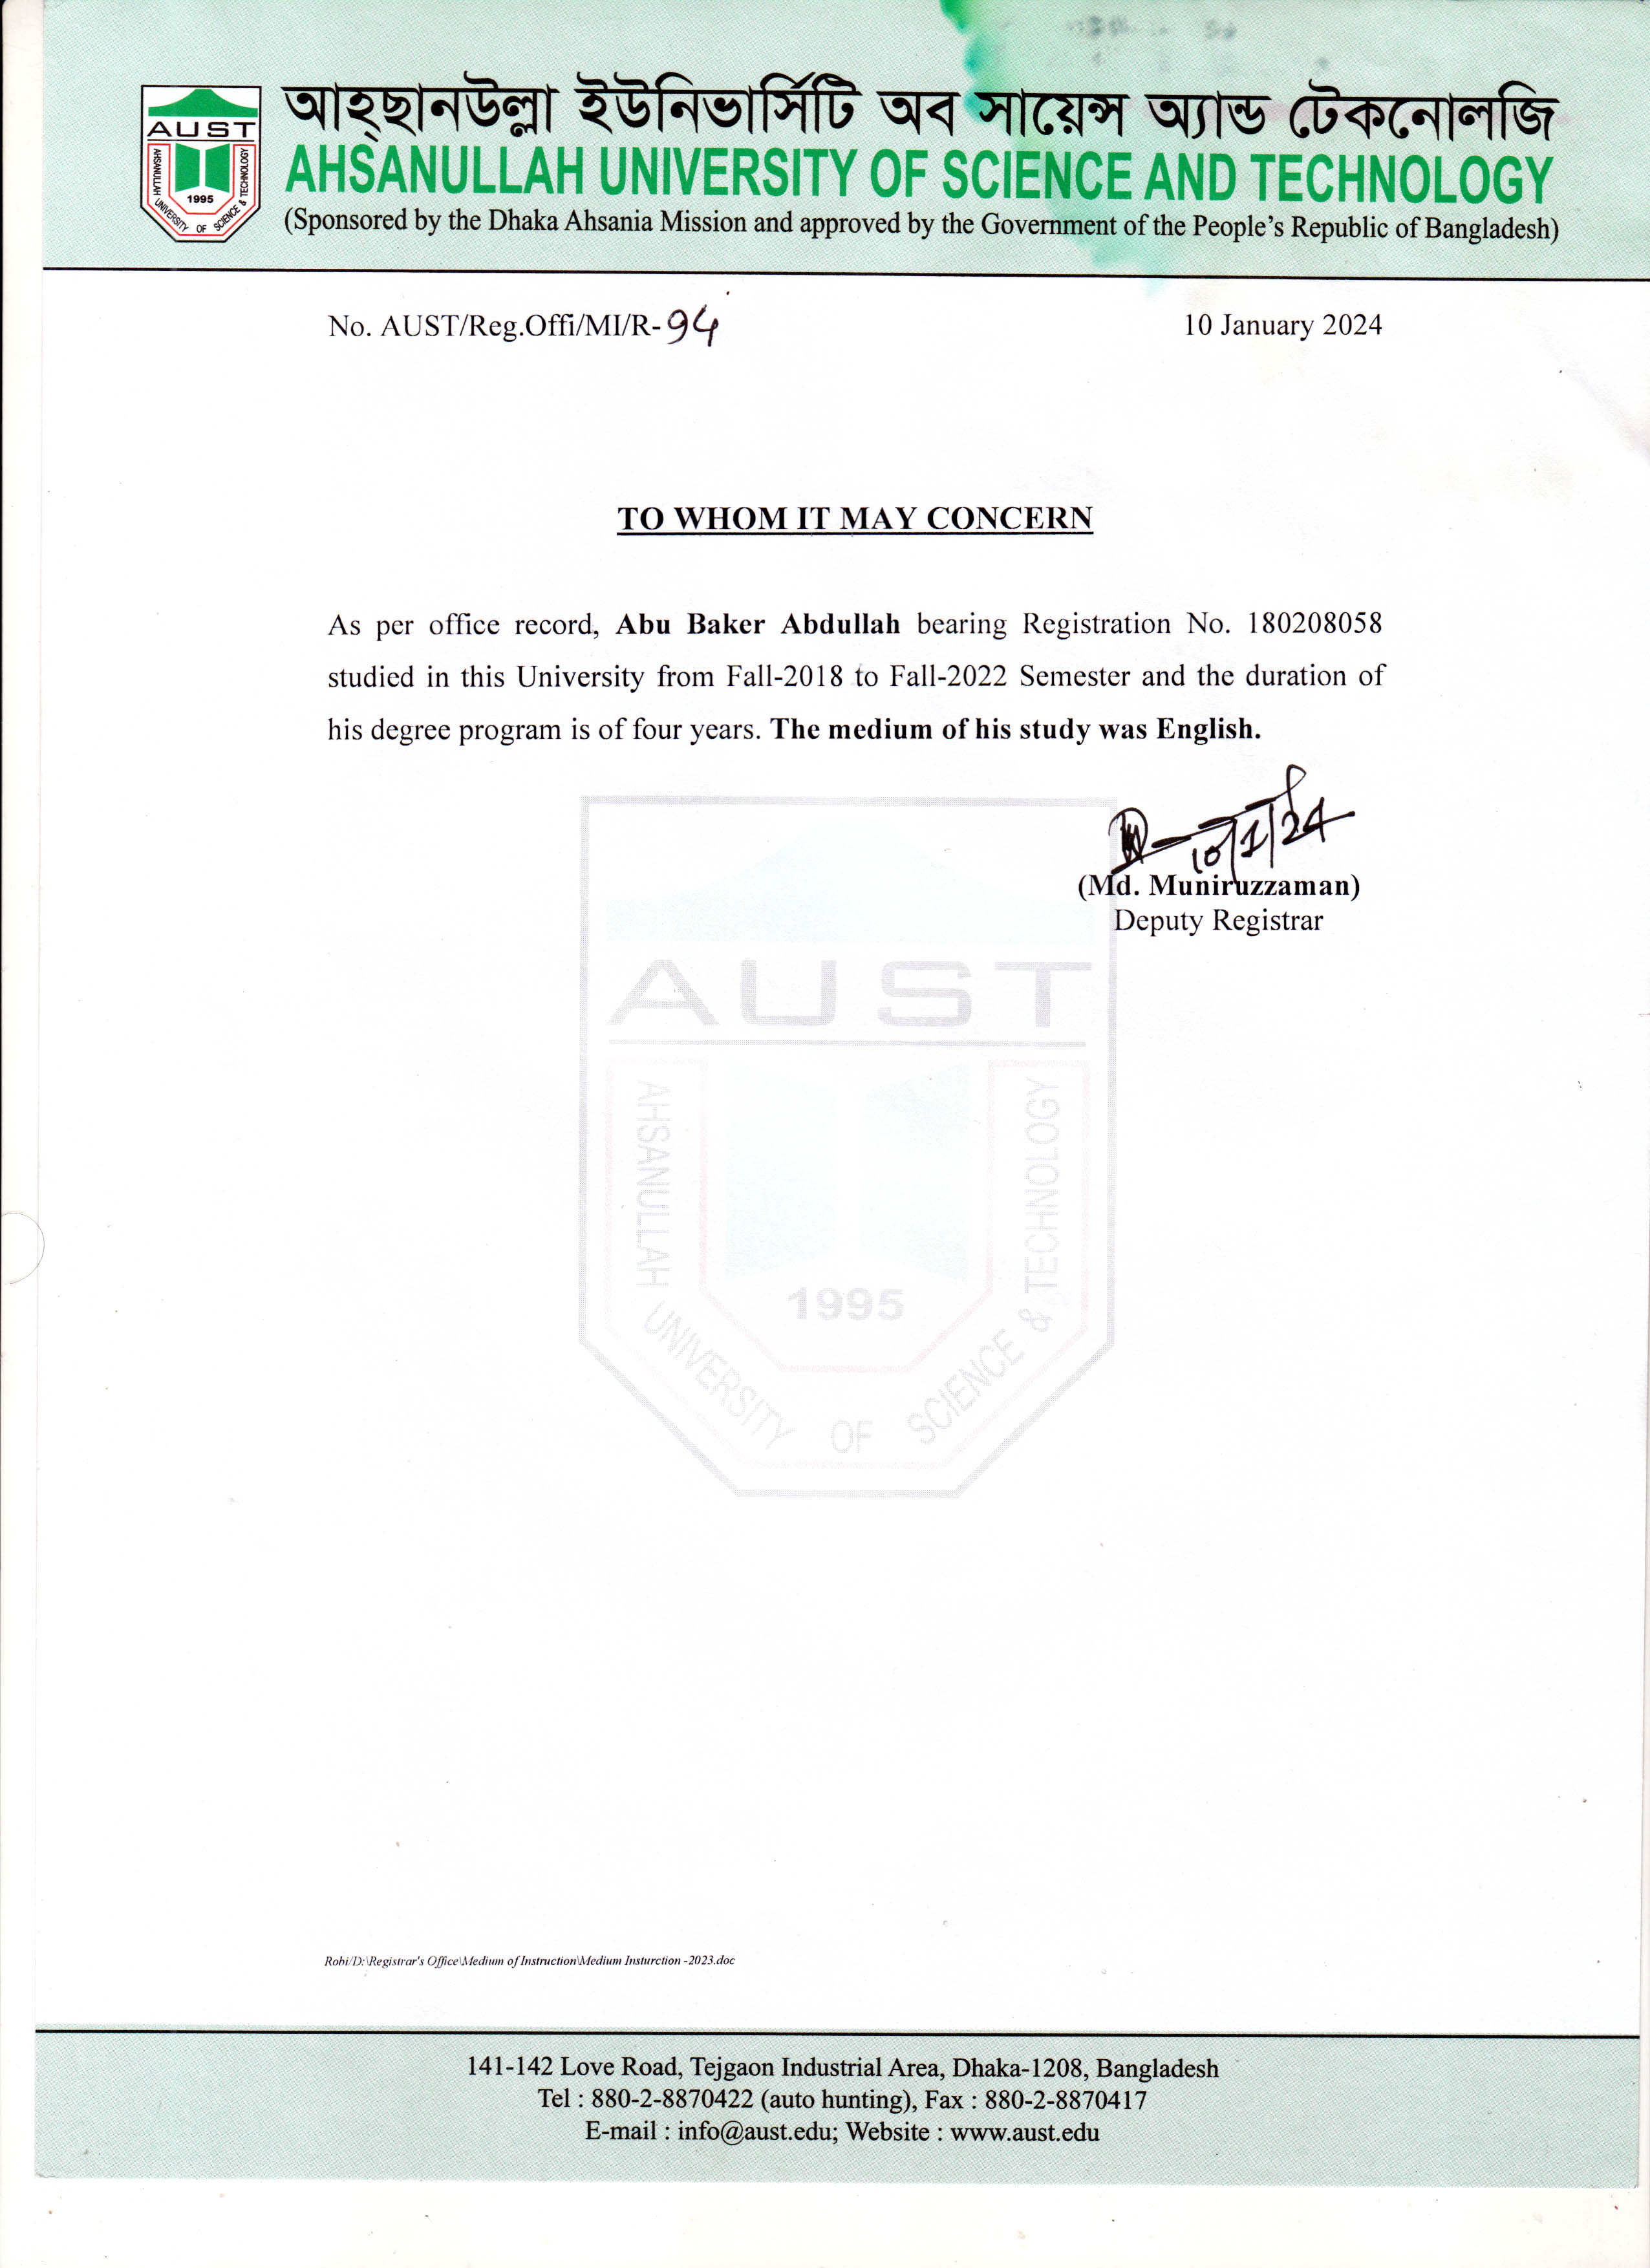 আহ্ছানউল্লা ইউনিভার্সিটি অব সায়েন্স অ্যান্ড টেকনোলজি
AUST
AHSANULLAH UNIVERSITY OF SCIENCE & TECHNOLOGY
1995
AHSANULLAH UNIVERSITY OF SCIENCE AND TECHNOLOGY
(Sponsored by the Dhaka Ahsania Mission and approved by the Government of the People's Republic of Bangladesh)
No. AUST/Reg.Offi/MI/R-94
10 January 2024
TO WHOM IT MAY CONCERN
As per office record, Abu Baker Abdullah bearing Registration No. 180208058
studied in this University from Fall-2018 to Fall-2022 Semester and the duration of
his degree program is of four years. The medium of his study was English.
10/1/24
(Md. Muniruzzaman)
Deputy Registrar
AUST
AHSANULLAH UNIVERSITY OF SCIENCE & TECHNOLOGY
1995
Robi/D:\Registrar's Office\Medium of Instruction\Medium Insturction -2023.doc
141-142 Love Road, Tejgaon Industrial Area, Dhaka-1208, Bangladesh
Tel : 880-2-8870422 (auto hunting), Fax : 880-2-8870417
E-mail : info@aust.edu; Website : www.aust.edu